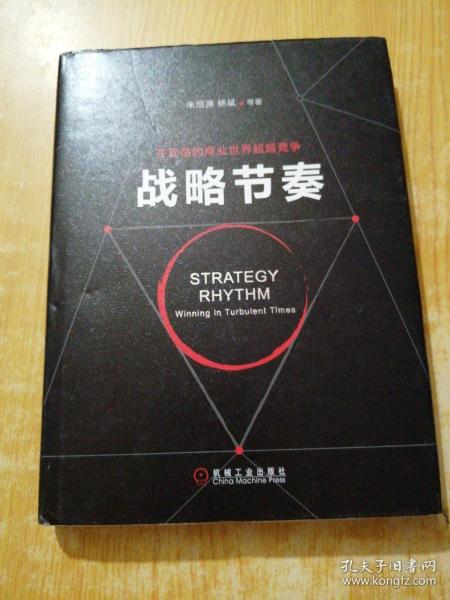 朱恒源 杨斌 等著
在动荡的商业世界超越竞争
战略节奏
STRATEGY
RHYTHM
Winning in Turbulent Times
机械工业出版社
China Machine Press
孔夫子旧书网
www.kongfz.com